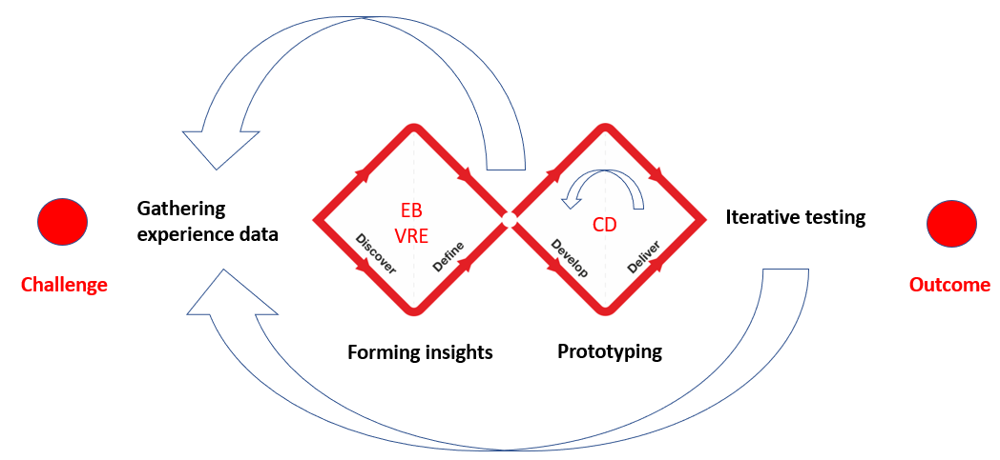 Gathering
experience data
Challenge
EB
VRE
Discover
Define
Forming insights
CD
Develop
Deliver
Prototyping
Iterative testing
Outcome